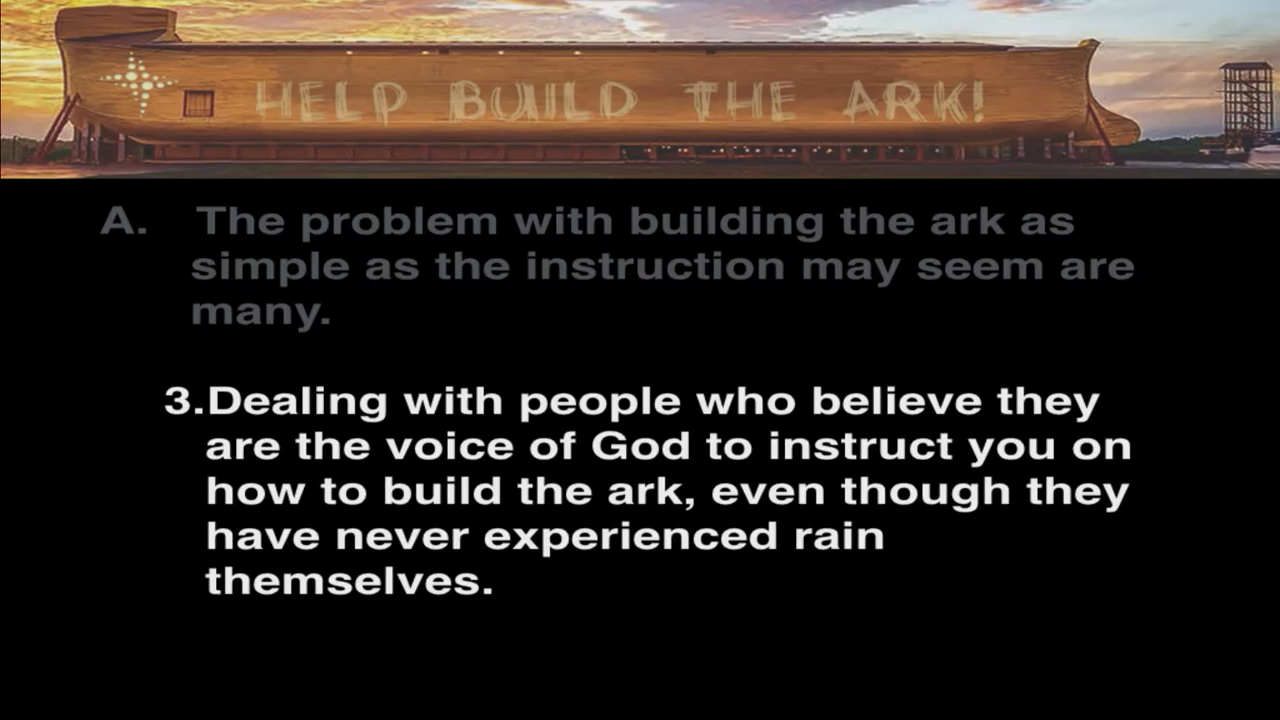 HELP BUILD THE ARK!
A. The problem with building the ark as
simple as the instruction may seem are
many.
3.Dealing with people who believe they
are the voice of God to instruct you on
how to build the ark, even though they
have never experienced rain
themselves.